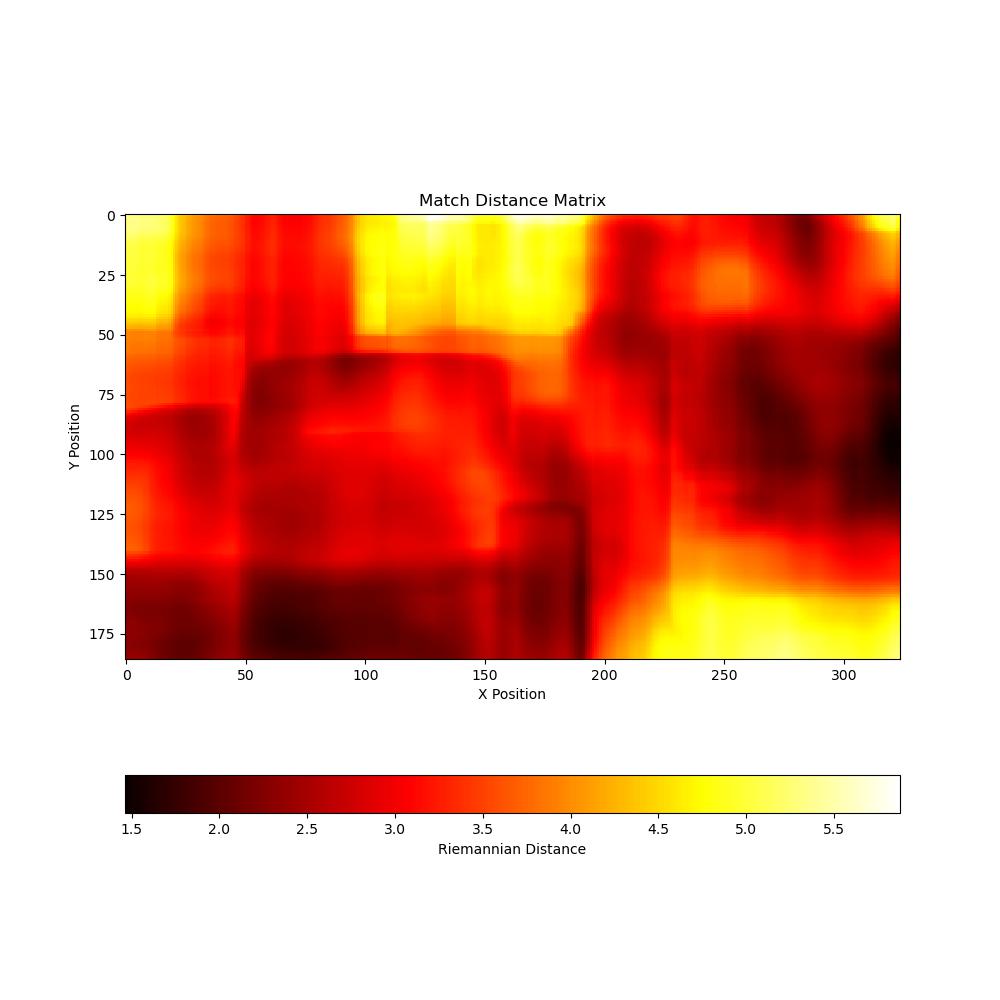 Match Distance Matrix
0
25
50
75
100
125
150
175
Y Position
0 50 100 150 200 250 300
X Position
1.5 2.0 2.5 3.0 3.5 4.0 4.5 5.0 5.5
Riemannian Distance